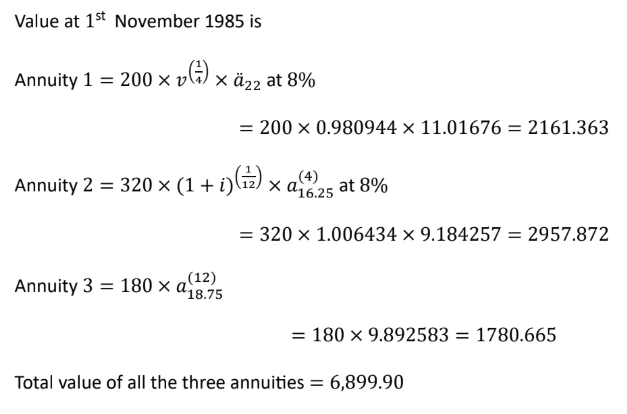 Value at 1st November 1985 is
Annuity 1 = 200 × v^(1/4) × ä₂₂ at 8%
= 200 × 0.980944 × 11.01676 = 2161.363
Annuity 2 = 320 × (1 + i)^(1/12) × a_16.25^(4) at 8%
= 320 × 1.006434 × 9.184257 = 2957.872
Annuity 3 = 180 × a_18.75^(12)
= 180 × 9.892583 = 1780.665
Total value of all the three annuities = 6,899.90